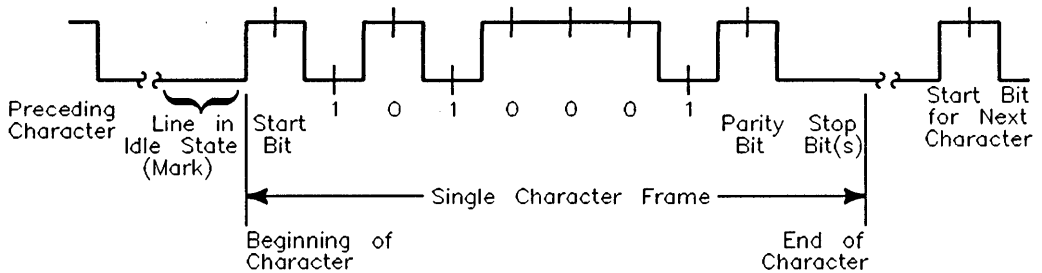 1 0 1 0 0 0 1
Preceding
Character
Line in
Idle State
(Mark)
Start
Bit
Parity
Bit
Stop
Bit(s)
Start Bit
for Next
Character
Single Character Frame
Beginning of
Character
End of
Character